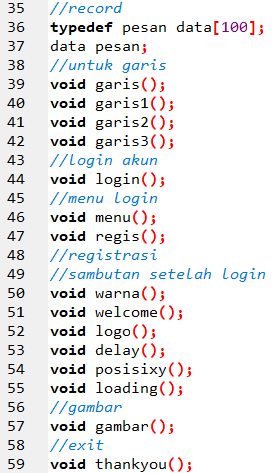 35 //record
36 typedef pesan data[100];
37 data pesan;
38 //untuk garis
39 void garis();
40 void garis1();
41 void garis2();
42 void garis3();
43 //login akun
44 void login();
45 //menu login
46 void menu();
47 void regis();
48 //registrasi
49 //sambutan setelah login
50 void warna();
51 void welcome();
52 void logo();
53 void delay();
54 void posisixy();
55 void loading();
56 //gambar
57 void gambar();
58 //exit
59 void thankyou();